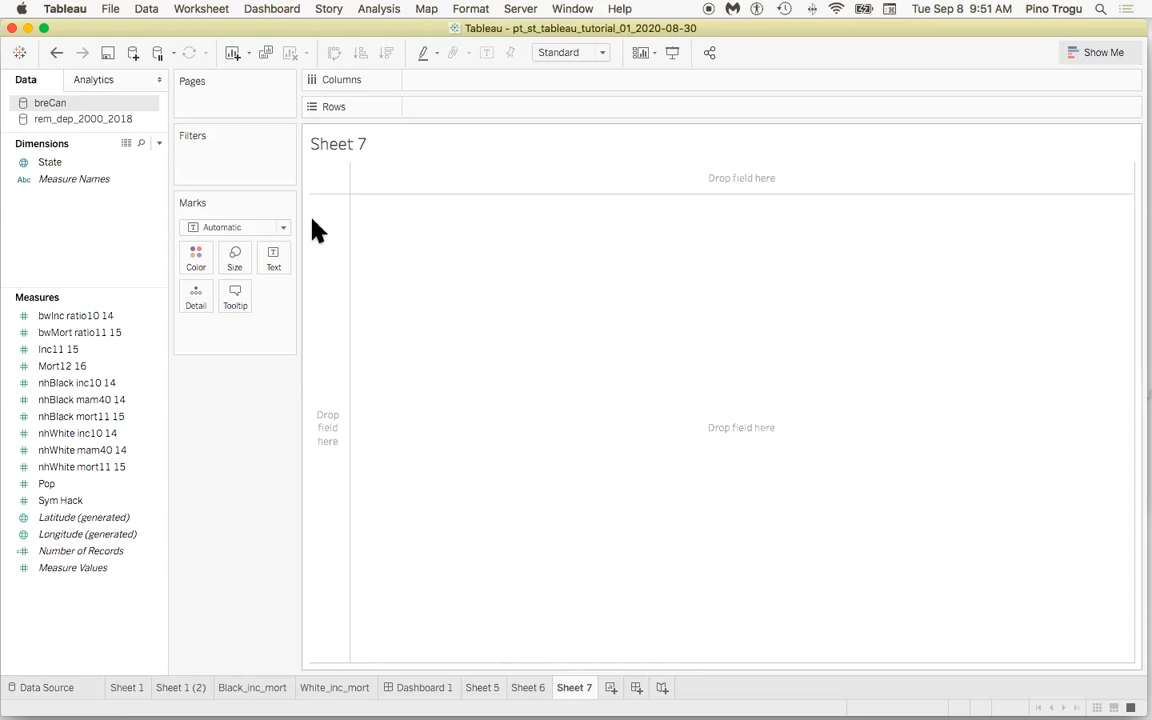 Tableau File Data Worksheet Dashboard Story Analysis Map Format Server Window Help Tue Sep 8 9:51 AM Pino Trogu
Tableau - pt_st_tableau_tutorial_01_2020-08-30
Standard
Show Me
Data Analytics
breCan
rem_dep_2000_2018
Dimensions
State
Abc Measure Names
Measures
bwInc ratio10 14
bwMort ratio11 15
Inc11 15
Mort12 16
nhBlack inc10 14
nhBlack mam40 14
nhBlack mort11 15
nhWhite inc10 14
nhWhite mam40 14
nhWhite mort11 15
Pop
Sym Hack
Latitude (generated)
Longitude (generated)
Number of Records
Measure Values
Pages
Filters
Marks
Automatic
Color Size Text
Detail Tooltip
Columns
Rows
Sheet 7
Drop field here
Drop
field
here
Drop field here
Data Source Sheet 1 Sheet 1 (2) Black_inc_mort White_inc_mort Dashboard 1 Sheet 5 Sheet 6 Sheet 7